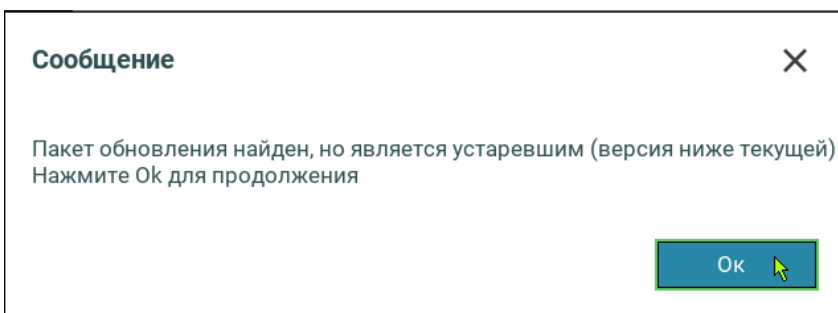 Сообщение
Пакет обновления найден, но является устаревшим (версия ниже текущей)
Нажмите Ok для продолжения
Ок